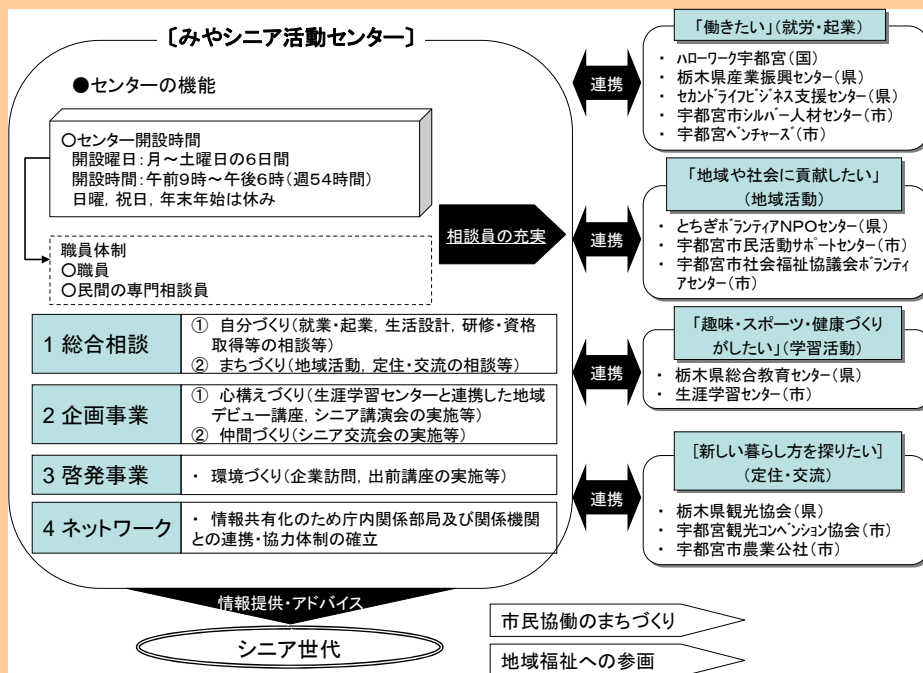 〔みやシニア活動センター〕
●センターの機能
○センター開設時間
開設曜日:月～土曜日の6日間
開設時間:午前9時～午後6時(週54時間)
日曜,祝日,年末年始は休み
職員体制
○職員
○民間の専門相談員
相談員の充実
1 総合相談
① 自分づくり(就業・起業,生活設計,研修・資格
取得等の相談等)
② まちづくり(地域活動,定住・交流の相談等)
2 企画事業
① 心構えづくり(生涯学習センターと連携した地域
デビュー講座,シニア講演会の実施等)
② 仲間づくり(シニア交流会の実施等)
3 啓発事業
・ 環境づくり(企業訪問,出前講座の実施等)
4 ネットワーク
・ 情報共有化のため庁内関係部局及び関係機関
との連携・協力体制の確立
情報提供・アドバイス
シニア世代
連携
「働きたい」(就労・起業)
・ ﾊﾛｰﾜｰｸ宇都宮(国)
・ 栃木県産業振興センター(県)
・ ｾｶﾝﾄﾞﾗｲﾌﾋﾞｼﾞﾈｽ支援センター(県)
・ 宇都宮市シルバー人材センター(市)
・ 宇都宮ﾍﾞﾝﾁｬｰｽﾞ(市)
連携
「地域や社会に貢献したい」
(地域活動)
・ とちぎﾎﾞﾗﾝﾃｨｱNPOセンター(県)
・ 宇都宮市民活動サポートセンター(市)
・ 宇都宮市社会福祉協議会ﾎﾞﾗﾝﾃｨ
ｱセンター(市)
連携
「趣味・スポーツ・健康づくり
がしたい」(学習活動)
・ 栃木県総合教育センター(県)
・ 生涯学習センター(市)
連携
[新しい暮らし方を探りたい]
(定住・交流)
・ 栃木県観光協会(県)
・ 宇都宮観光ｺﾝﾍﾞﾝｼｮﾝ協会(市)
・ 宇都宮市農業公社(市)
市民協働のまちづくり
地域福祉への参画